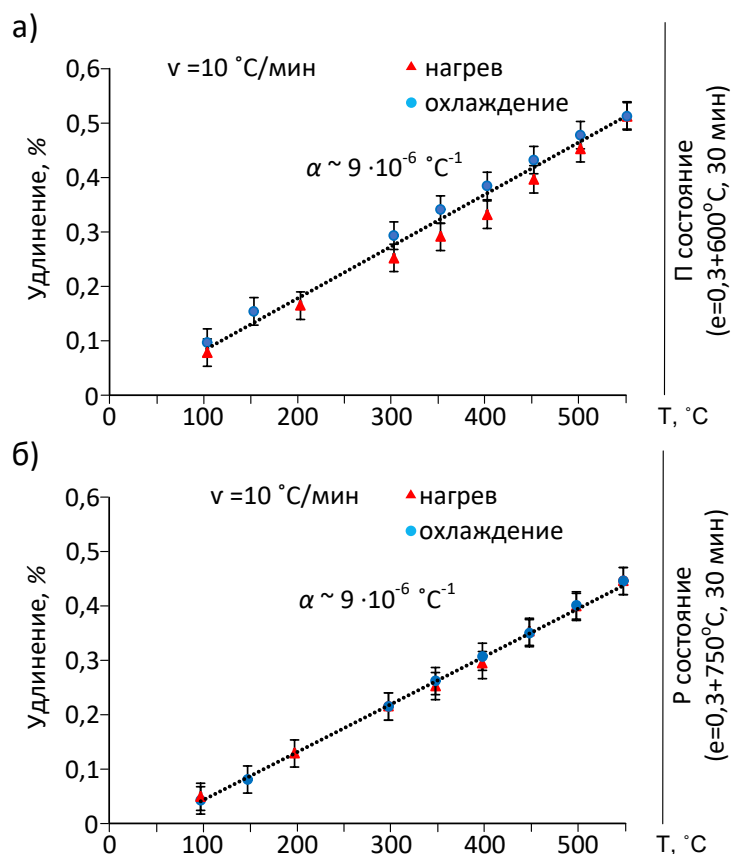 а)
v =10 ˚С/мин
нагрев
охлаждение
α ~ 9 ·10-6 ˚С-1
Удлинение, %
0,6
0,5
0,4
0,3
0,2
0,1
0
0 100 200 300 400 500 Т, ˚С
П состояние
(e=0,3+600°С, 30 мин)
б)
v =10 ˚С/мин
нагрев
охлаждение
α ~ 9 ·10-6 ˚С-1
Удлинение, %
0,6
0,5
0,4
0,3
0,2
0,1
0
0 100 200 300 400 500 Т, ˚С
Р состояние
(e=0,3+750°С, 30 мин)